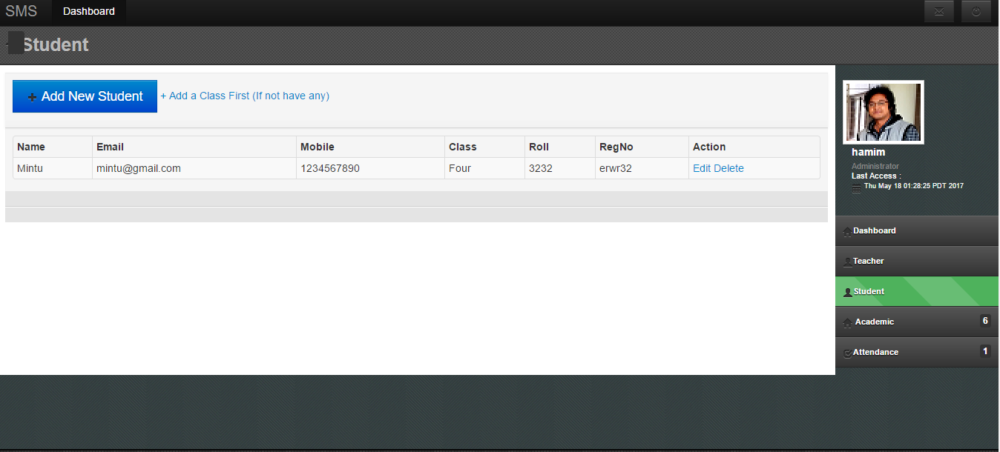 SMS Dashboard
Student
Add New Student + Add a Class First (If not have any)
Name Email Mobile Class Roll RegNo Action
Mintu mintu@gmail.com 1234567890 Four 3232 erwr32 Edit Delete
hamim
Administrator
Last Access :
Thu May 18 01:28:25 PDT 2017
Dashboard
Teacher
Student
Academic 6
Attendance 1